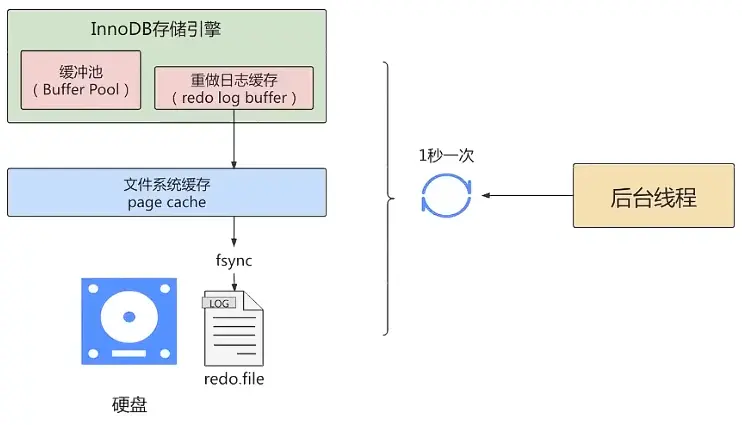 InnoDB存储引擎
缓冲池
（Buffer Pool）
重做日志缓存
（redo log buffer）
1秒一次
后台线程
文件系统缓存
page cache
fsync
LOG
redo.file
硬盘